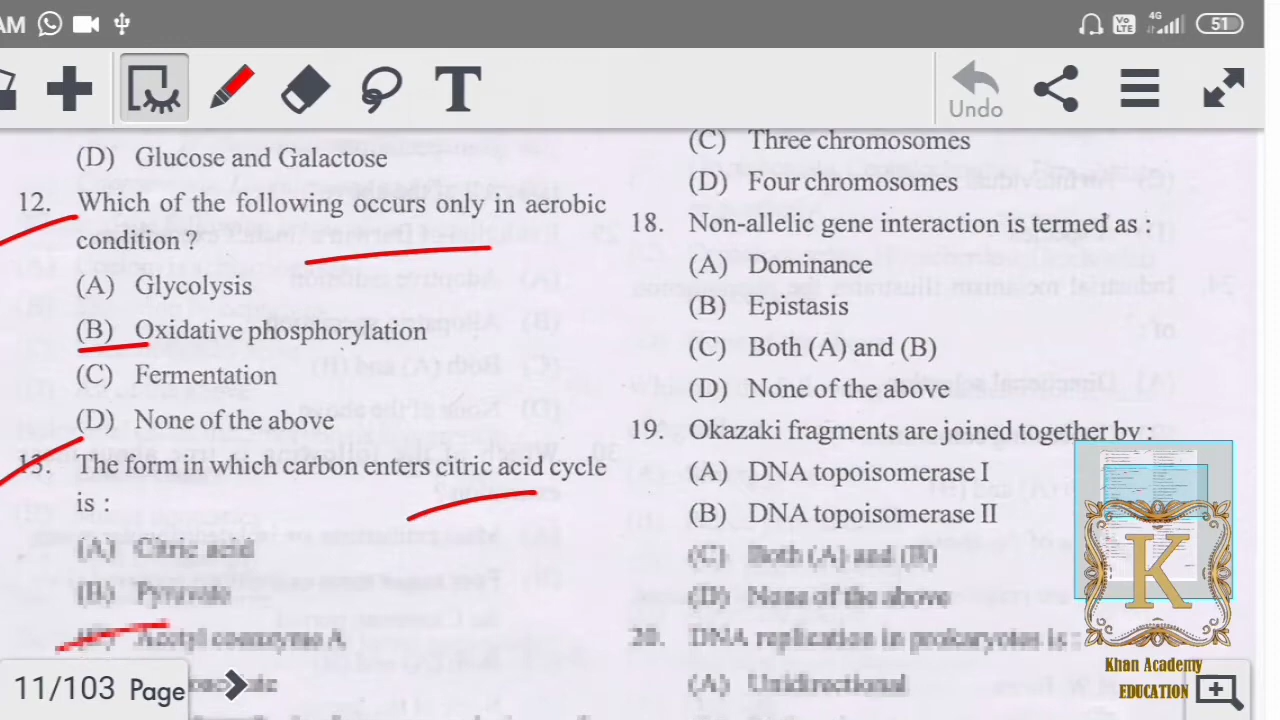 AM
Vo
LTE
4G
51
T
Undo
(D) Glucose and Galactose
12. Which of the following occurs only in aerobic
condition ?
(A) Glycolysis
(B) Oxidative phosphorylation
(C) Fermentation
(D) None of the above
13. The form in which carbon enters citric acid cycle
is :
(A) Citric acid
(B) Pyruvate
(C) Acetyl coenzyme A
11/103 Page
(C) Three chromosomes
(D) Four chromosomes
18. Non-allelic gene interaction is termed as :
(A) Dominance
(B) Epistasis
(C) Both (A) and (B)
(D) None of the above
19. Okazaki fragments are joined together by :
(A) DNA topoisomerase I
(B) DNA topoisomerase II
(C) Both (A) and (B)
(D) None of the above
20. DNA replication in prokaryotes is :
(A) Unidirectional
K
Khan Academy
EDUCATION